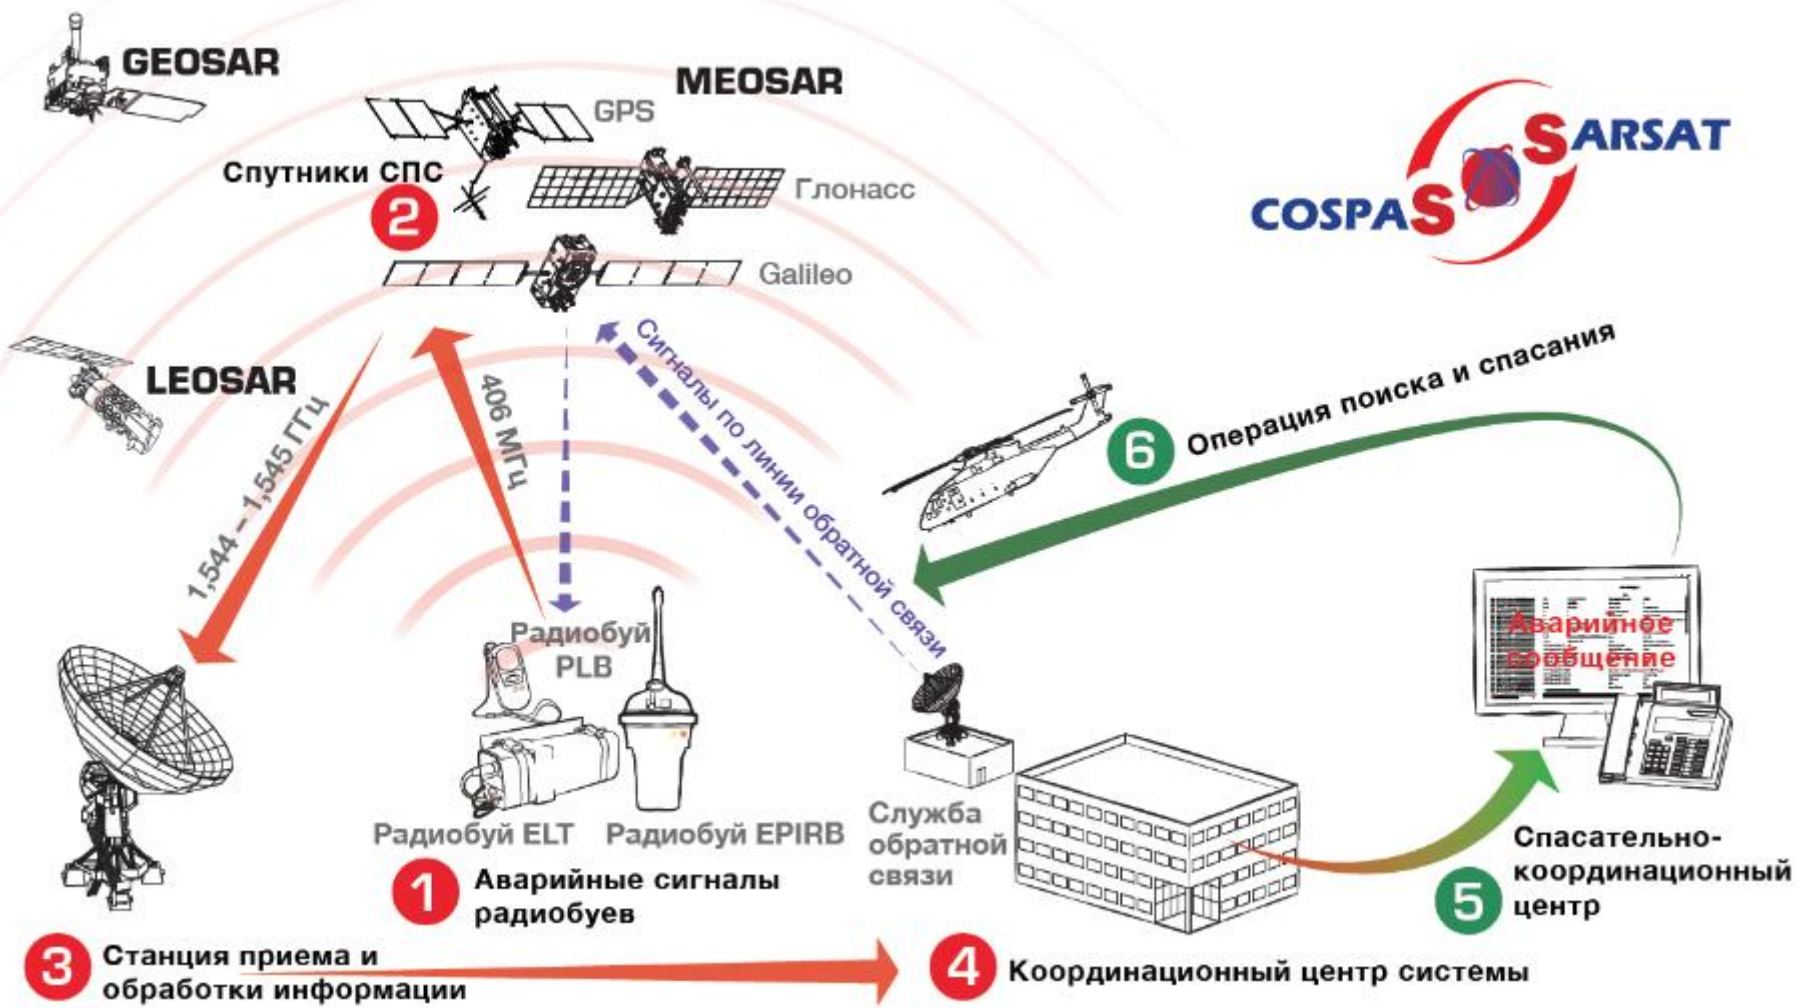 GEOSAR
MEOSAR
GPS
Спутники СПС
2
Глонасс
Galileo
COSPAS SARSAT
LEOSAR
1,544 – 1,545 ГГц
406 МГц
Сигналы по линии обратной связи
6 Операция поиска и спасания
Радиобуй
PLB
Аварийное
сообщение
Радиобуй ELT
Радиобуй EPIRB
Служба
обратной
связи
1 Аварийные сигналы
радиобуев
5 Спасательно-
координационный
центр
3 Станция приема и
обработки информации
4 Координационный центр системы